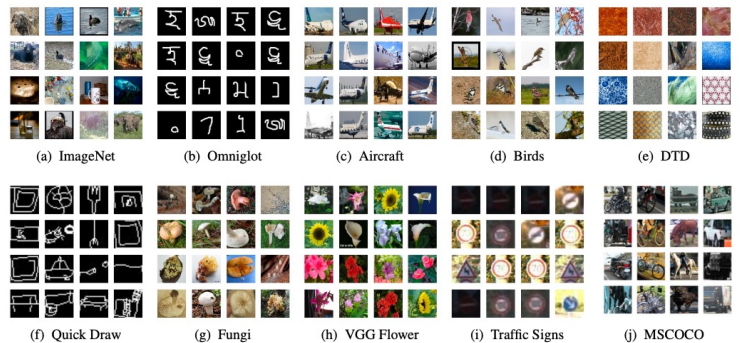 (a) ImageNet
(b) Omniglot
(c) Aircraft
(d) Birds
(e) DTD
(f) Quick Draw
(g) Fungi
(h) VGG Flower
(i) Traffic Signs
(j) MSCOCO